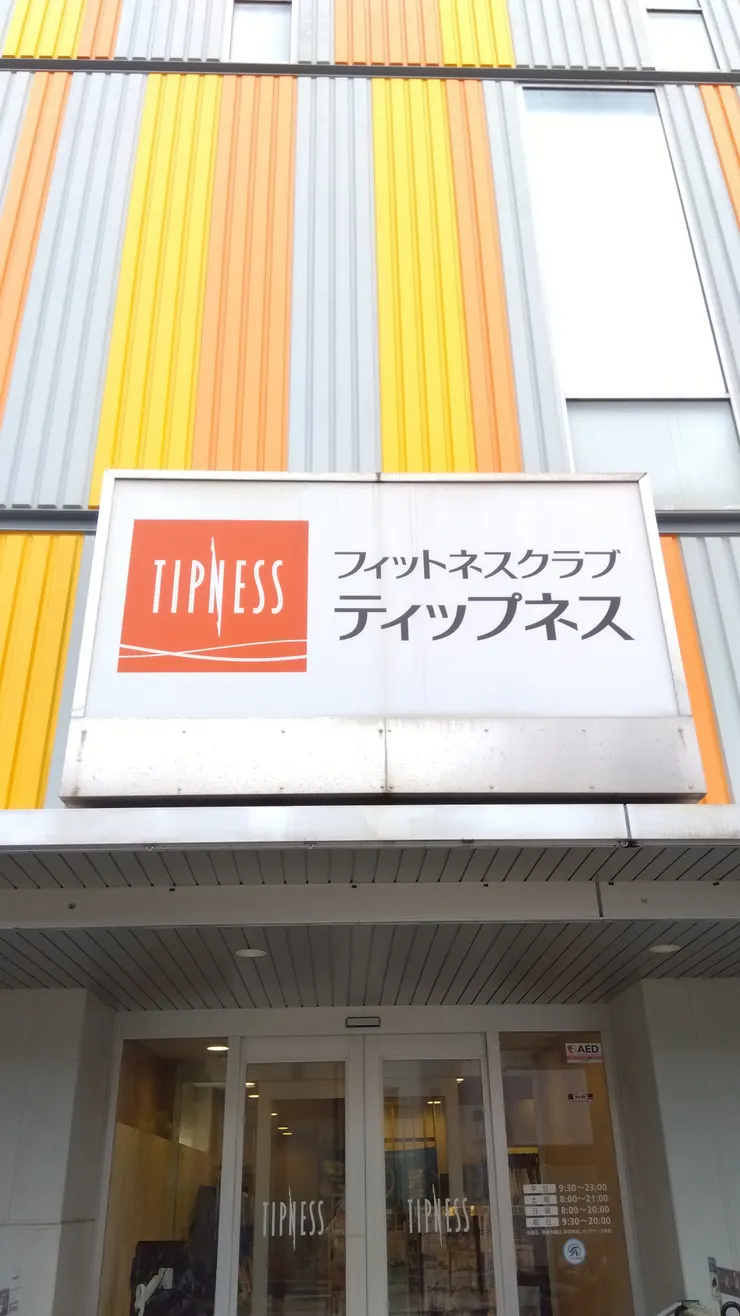 TIPNESS
フィットネスクラブ
ティップネス
AED
TIPNESS
TIPNESS
平日 9:30〜23:00
土曜 8:00〜21:00
日曜 8:00〜20:00
祝日 9:30〜20:00